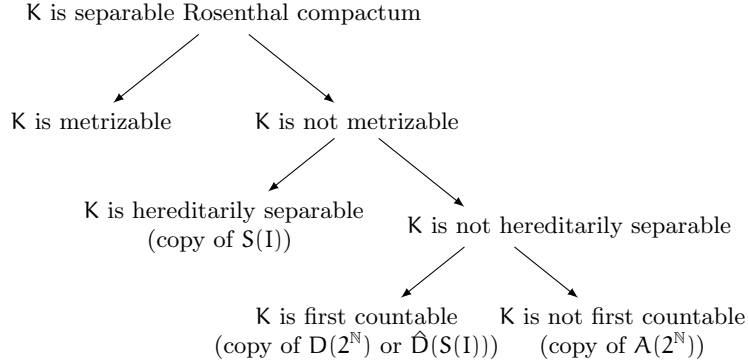 K is separable Rosenthal compactum
K is metrizable
K is not metrizable
K is hereditarily separable
(copy of S(I))
K is not hereditarily separable
K is first countable
(copy of D(2^ℕ) or D̂(S(I)))
K is not first countable
(copy of A(2^ℕ))